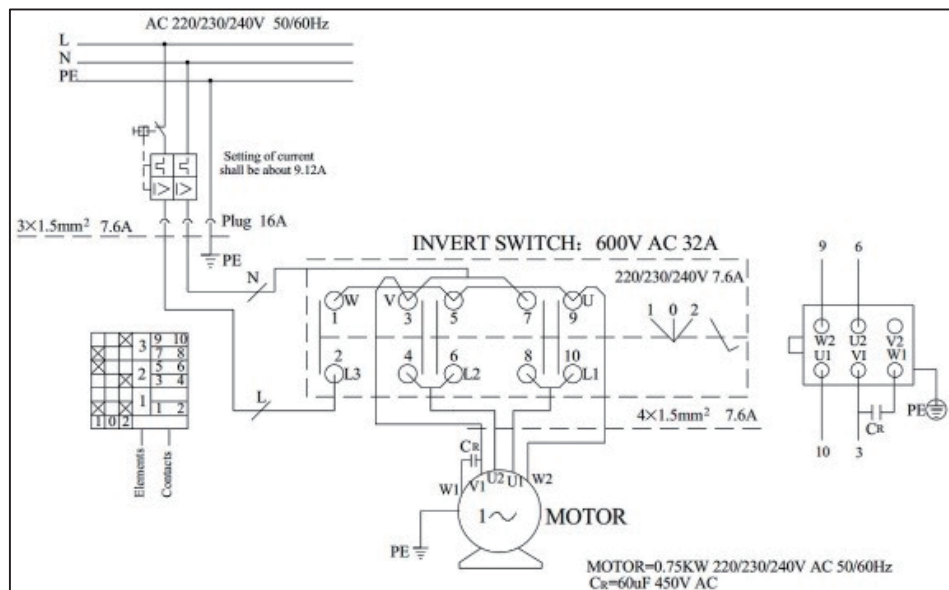 AC 220/230/240V 50/60Hz
L
N
PE
Setting of current
shall be about 9.12A
Plug 16A
3×1.5mm² 7.6A
PE
INVERT SWITCH: 600V AC 32A
N
220/230/240V 7.6A
W V U
1 3 5 7 9
1 0 2
2 4 6 8 10
L3 L2 L1
L
4×1.5mm² 7.6A
3 9 10
7 8
2 5 6
3 4
1
1 2
1 0 2
Elements
Contacts
CR
W1 V1 U2 U1 W2
1
MOTOR
PE
9 6
W2 U2 V2
U1 V1 W1
PE
CR
10 3
MOTOR=0.75KW 220/230/240V AC 50/60Hz
CR=60uF 450V AC